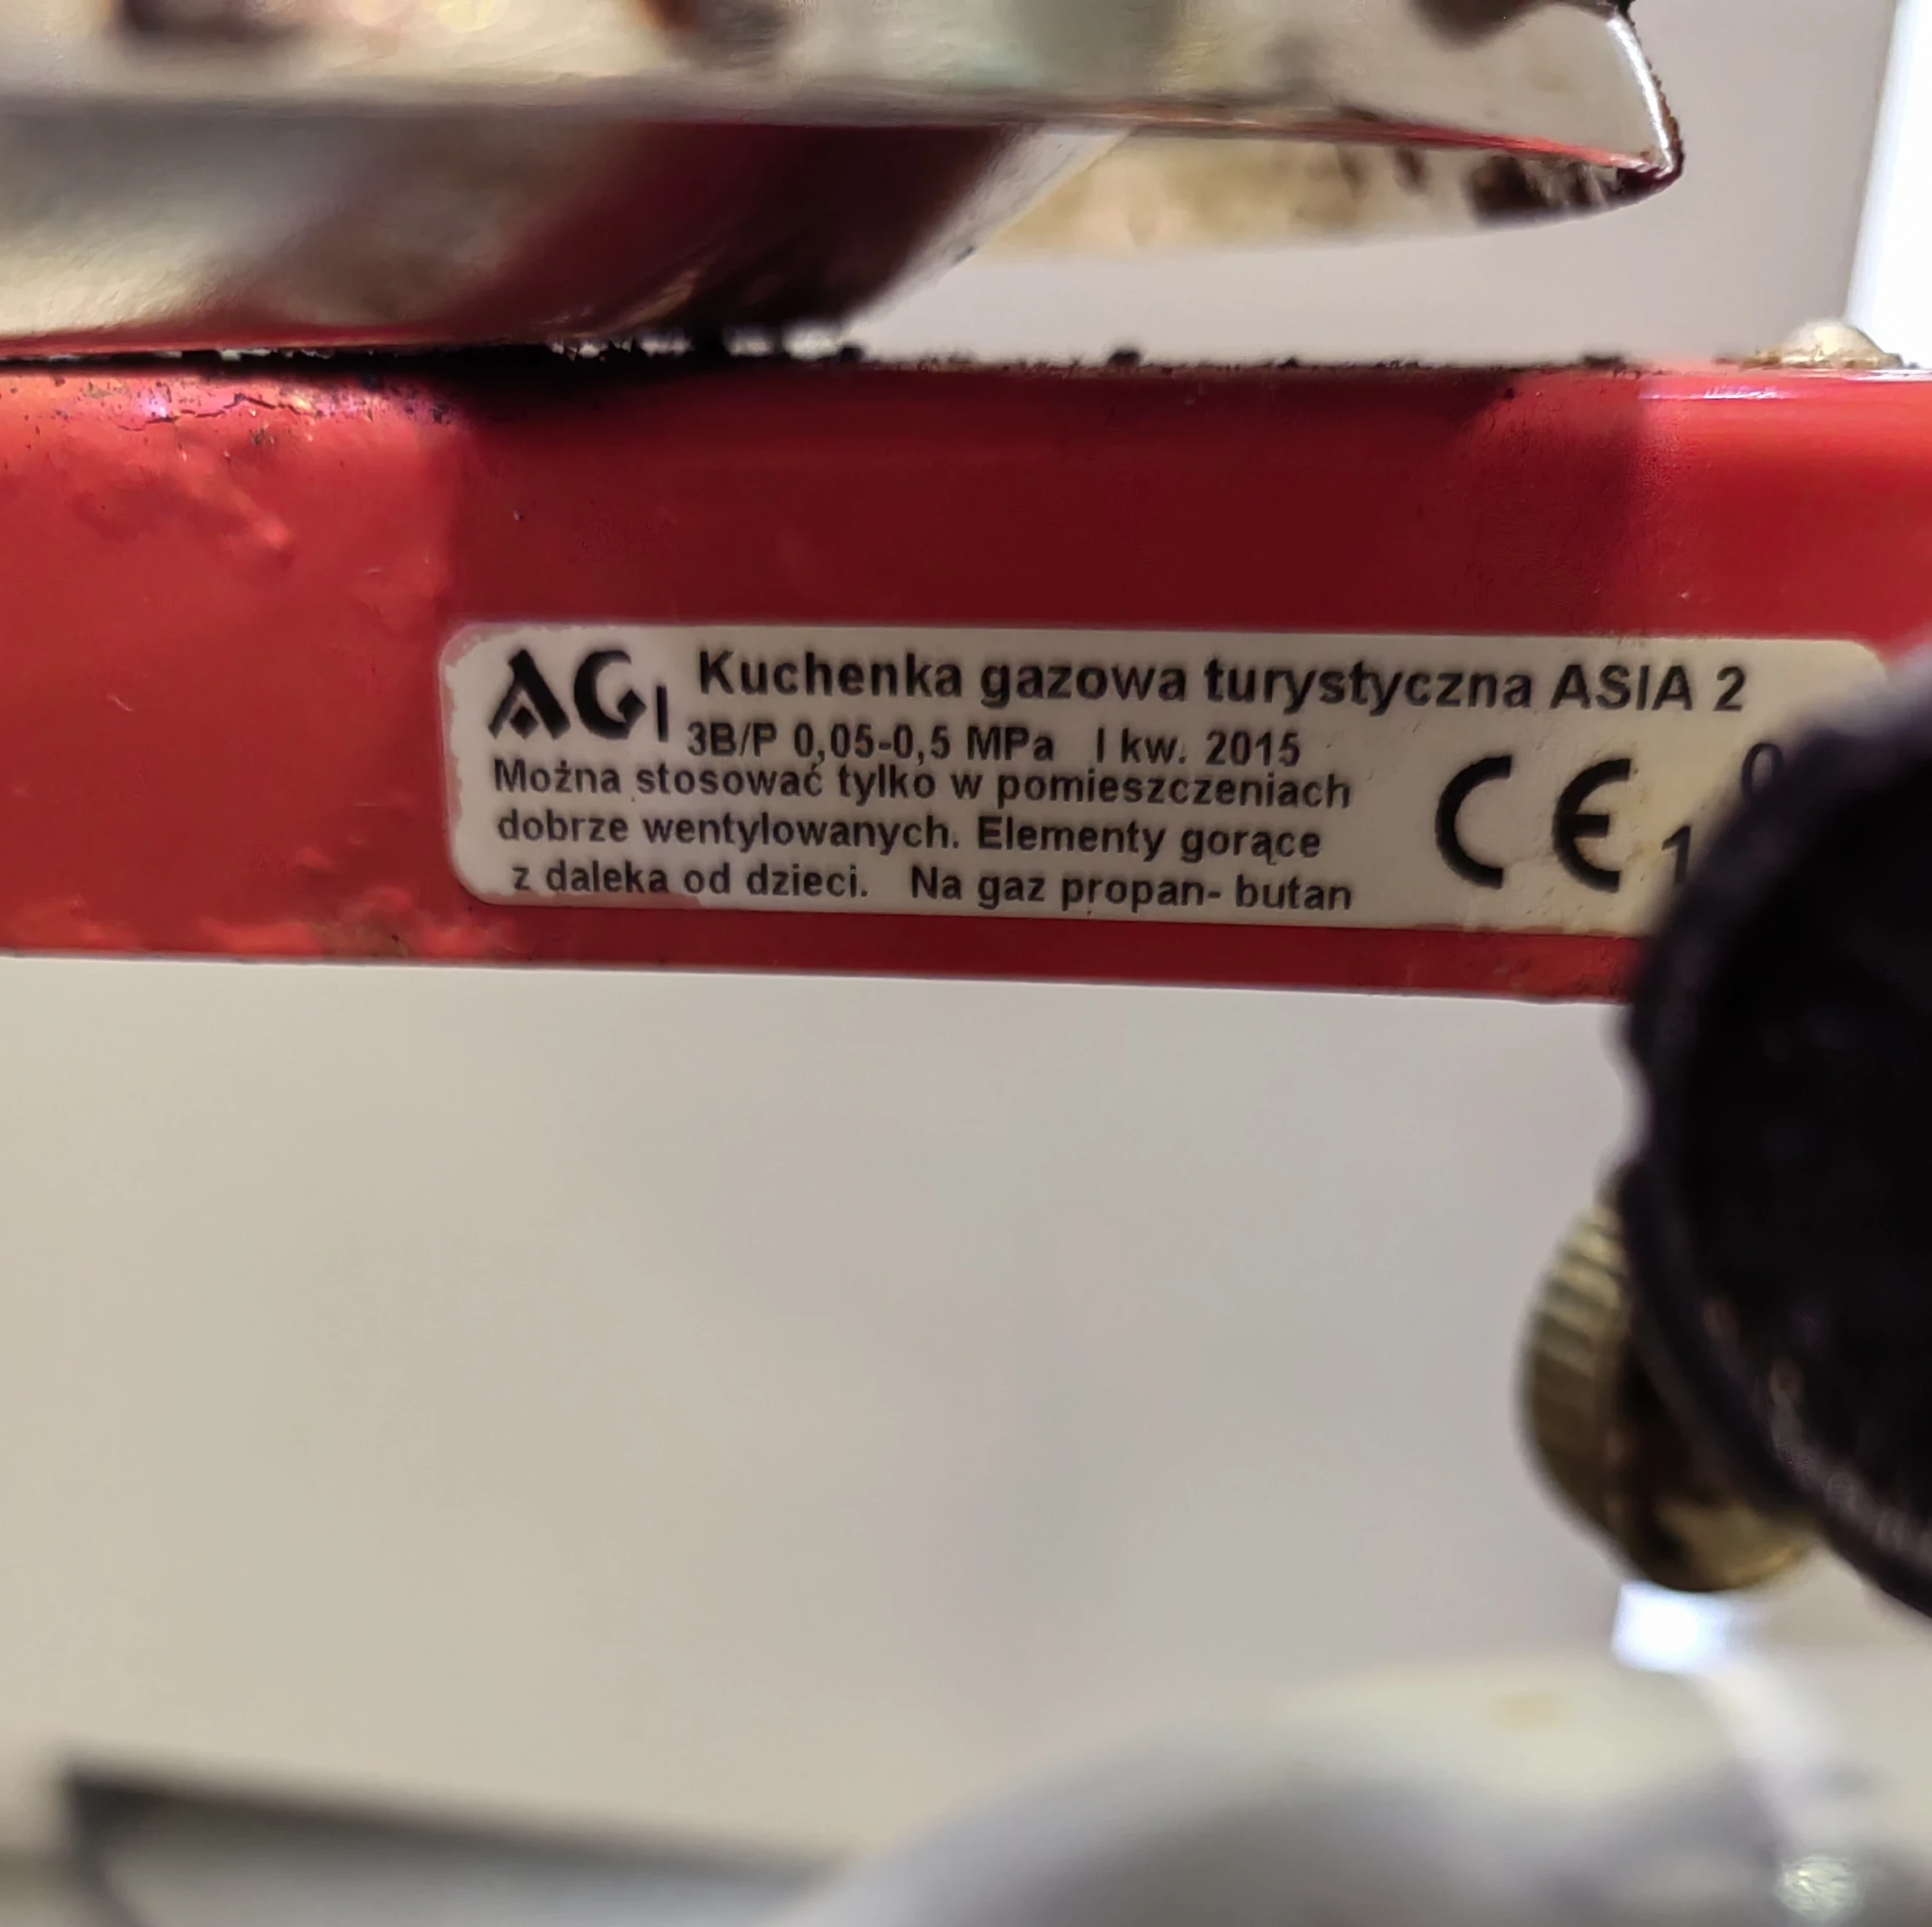 AGI Kuchenka gazowa turystyczna ASIA 2
3B/P 0,05-0,5 MPa I kw. 2015
Można stosować tylko w pomieszczeniach
dobrze wentylowanych. Elementy gorące
z daleka od dzieci. Na gaz propan- butan
CE